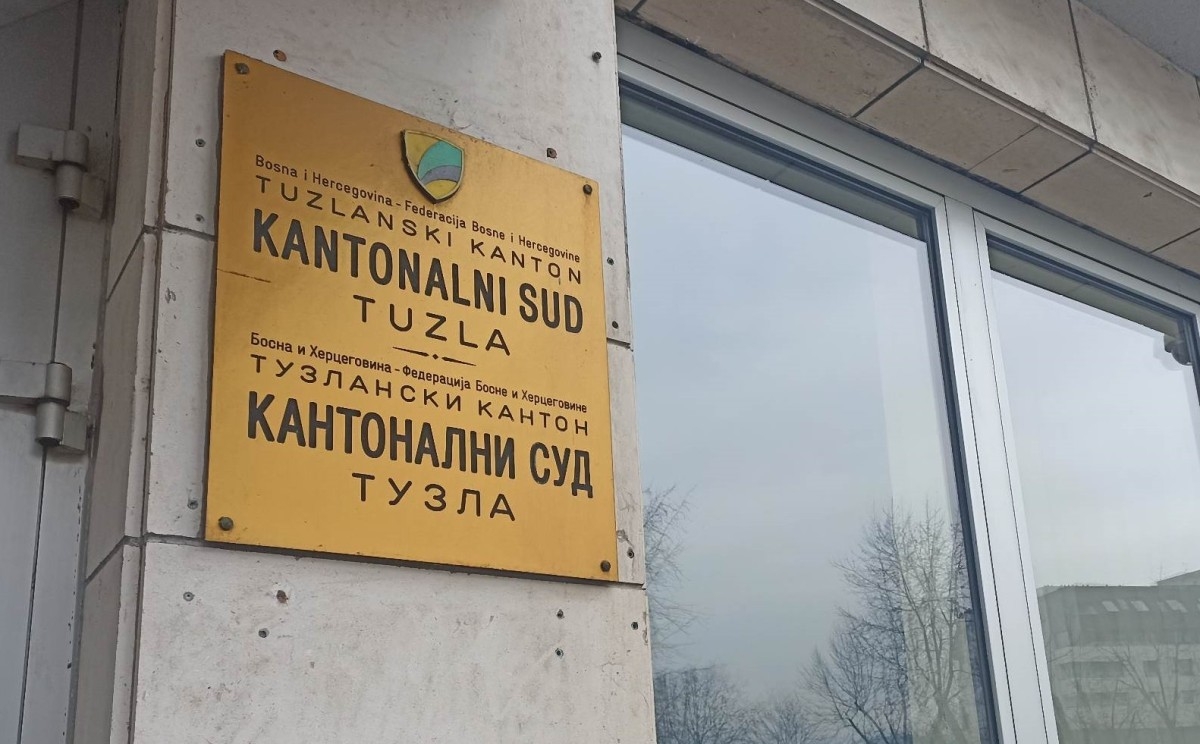 Bosna i Hercegovina - Federacija Bosne i Hercegovine
TUZLANSKI KANTON
KANTONALNI SUD
TUZLA
Босна и Херцеговина - Федерација Босне и Херцеговине
ТУЗЛАНСКИ КАНТОН
КАНТОНАЛНИ СУД
ТУЗЛА